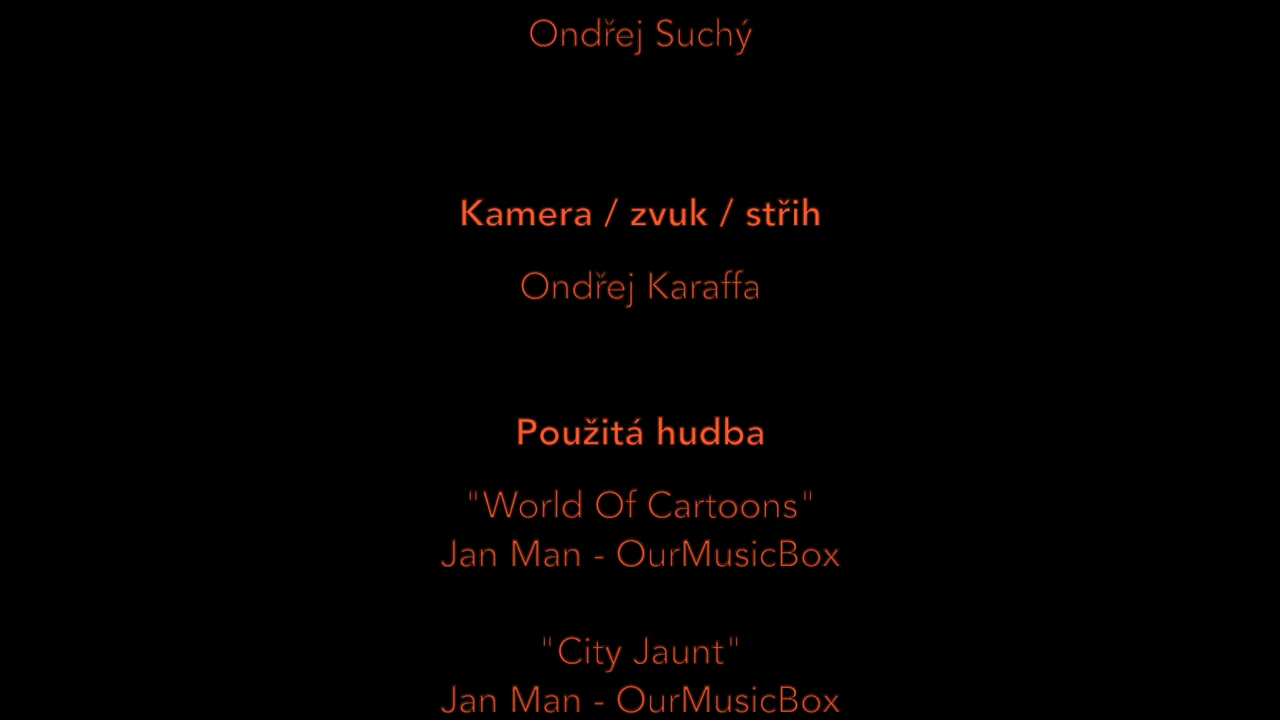 Ondřej Suchý
Kamera / zvuk / střih
Ondřej Karaffa
Použitá hudba
"World Of Cartoons"
Jan Man - OurMusicBox
"City Jaunt"
Jan Man - OurMusicBox